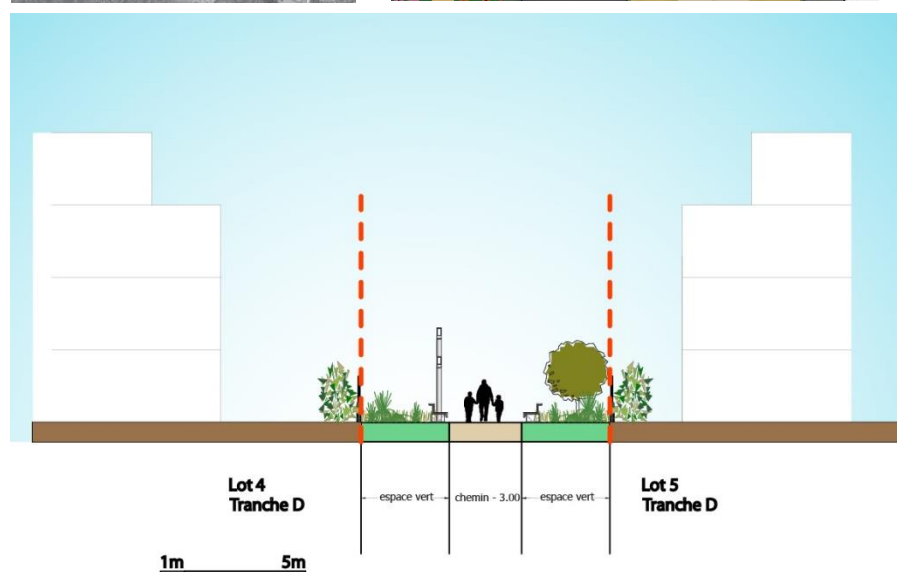 Lot 4
Tranche D
espace vert
chemin - 3.00
espace vert
Lot 5
Tranche D
1m 5m